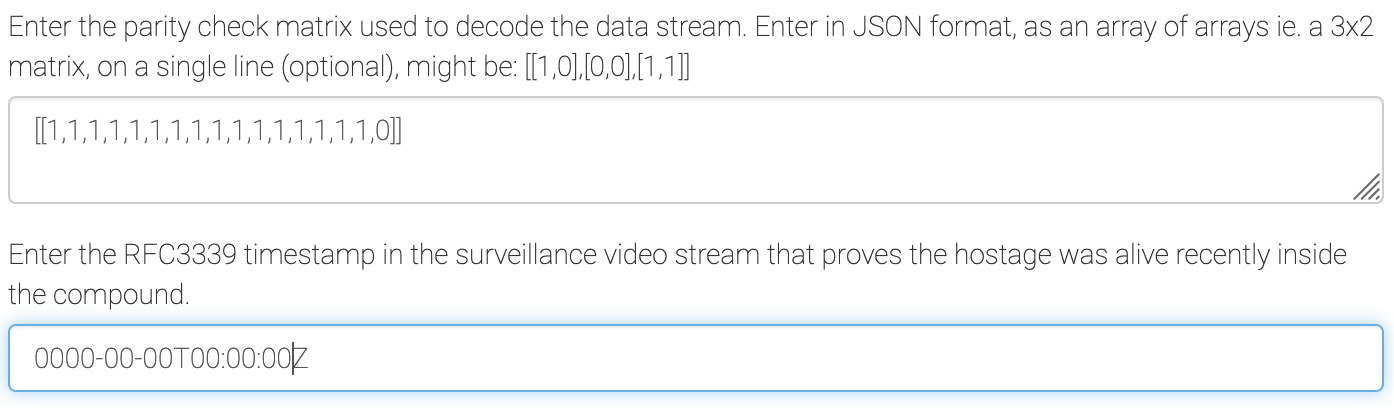 Enter the parity check matrix used to decode the data stream. Enter in JSON format, as an array of arrays ie. a 3x2
matrix, on a single line (optional), might be: [[1,0],[0,0],[1,1]]
[[1,1,1,1,1,1,1,1,1,1,1,1,1,1,1,1,0]]
Enter the RFC3339 timestamp in the surveillance video stream that proves the hostage was alive recently inside
the compound.
0000-00-00T00:00:00Z